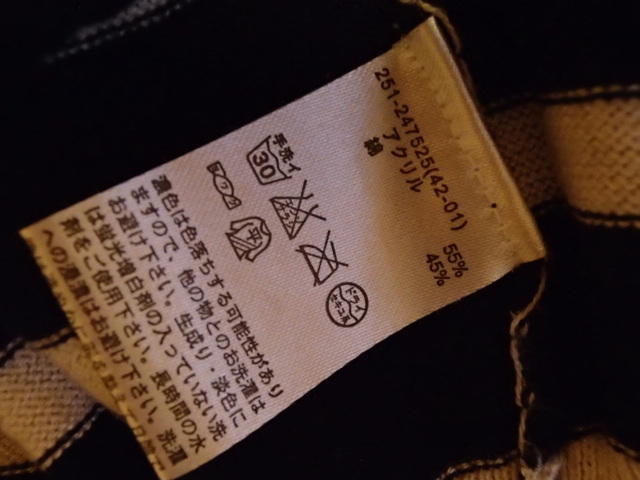 251-247525(42-01)
アクリル 55%
綿 45%
手洗イ
30
平
ドライ
セキユ系
濃色は色落ちする可能性があり
ますので、他の物とのお洗濯は
お避け下さい。生成り・淡色に
は蛍光増白剤の入っていない洗
剤をご使用下さい。長時間の水
への浸漬はお避け下さい。洗濯